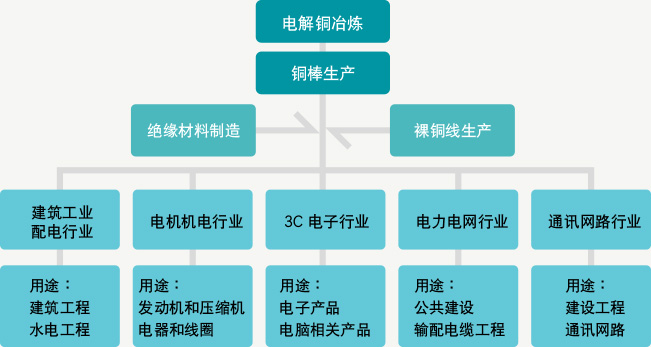 电解铜冶炼
铜棒生产
绝缘材料制造
裸铜线生产
建筑工业
配电行业
电机机电行业
3C 电子行业
电力电网行业
通讯网路行业
用途：
建筑工程
水电工程
用途：
发动机和压缩机
电器和线圈
用途：
电子产品
电脑相关产品
用途：
公共建设
输配电缆工程
用途：
建设工程
通讯网路